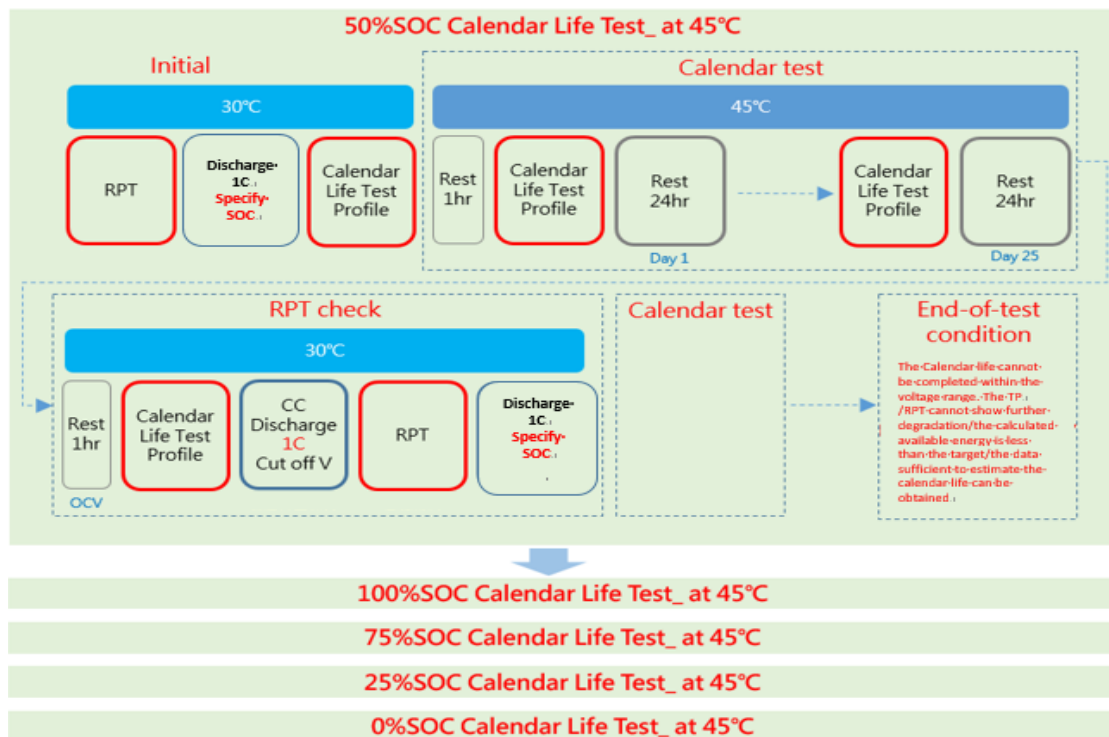 50%SOC Calendar Life Test_ at 45℃
Initial
Calendar test
30℃
45℃
RPT
Discharge·
1C.
Specify·
SOC.
Calendar
Life Test
Profile
Rest
1hr
Calendar
Life Test
Profile
Rest
24hr
Calendar
Life Test
Profile
Rest
24hr
Day 1
Day 25
RPT check
30℃
Rest
1hr
Calendar
Life Test
Profile
CC
Discharge
1C
Cut off V
RPT
Discharge·
1C.
Specify·
SOC.
OCV
Calendar test
End-of-test
condition
The·Calendar·life·cannot·
be·completed·within·the·
voltage·range.·The·TP.
/RPT·cannot·show·further·
degradation/the·calculated·
available·energy·is·less·
than·the·target/the·data·
sufficient·to·estimate·the·
calendar·life·can·be·
obtained.
100%SOC Calendar Life Test_ at 45℃
75%SOC Calendar Life Test_ at 45℃
25%SOC Calendar Life Test_ at 45℃
0%SOC Calendar Life Test_ at 45℃